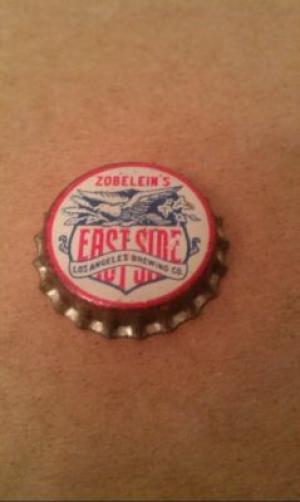 ZOBELEIN'S
EAST SIDE
LOS ANGELES BREWING CO.